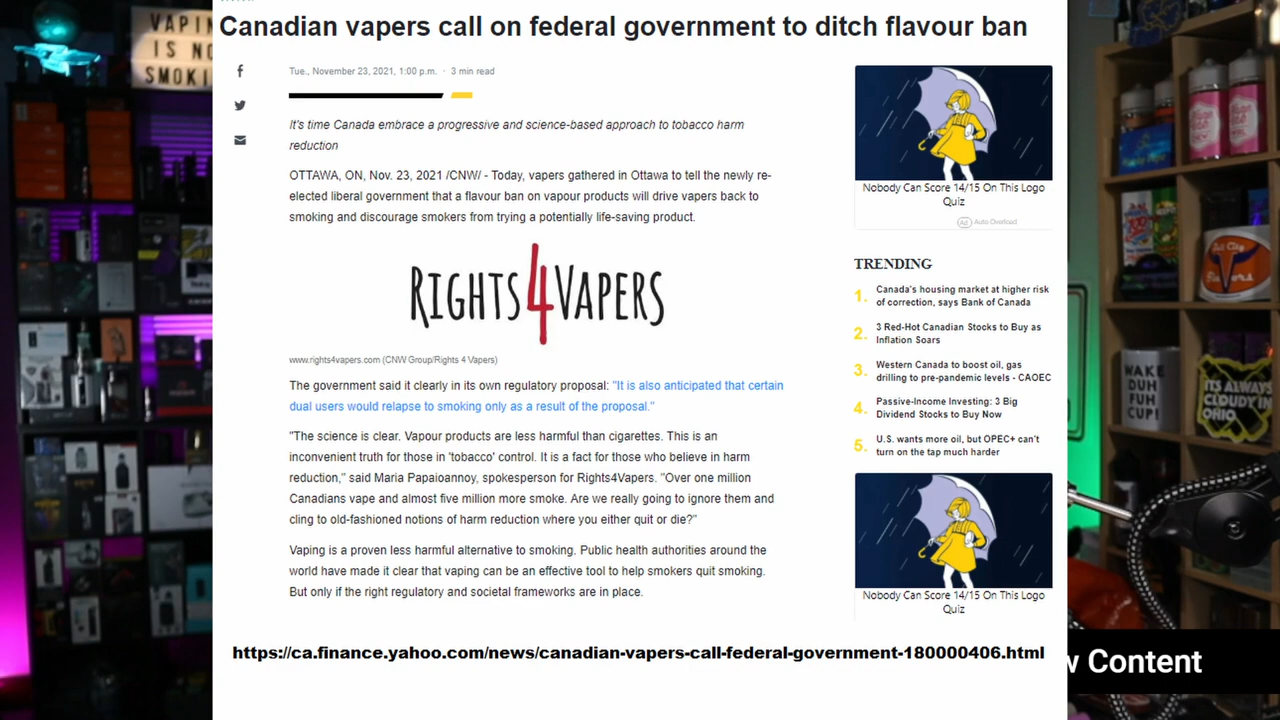 Canadian vapers call on federal government to ditch flavour ban
Tue., November 23, 2021, 1:00 p.m. · 3 min read
It's time Canada embrace a progressive and science-based approach to tobacco harm
reduction
OTTAWA, ON, Nov. 23, 2021 /CNW/ - Today, vapers gathered in Ottawa to tell the newly re-
elected liberal government that a flavour ban on vapour products will drive vapers back to
smoking and discourage smokers from trying a potentially life-saving product.
RIGHTS4VAPERS
www.rights4vapers.com (CNW Group/Rights 4 Vapers)
The government said it clearly in its own regulatory proposal: "It is also anticipated that certain
dual users would relapse to smoking only as a result of the proposal."
"The science is clear. Vapour products are less harmful than cigarettes. This is an
inconvenient truth for those in 'tobacco' control. It is a fact for those who believe in harm
reduction," said Maria Papaioannoy, spokesperson for Rights4Vapers. "Over one million
Canadians vape and almost five million more smoke. Are we really going to ignore them and
cling to old-fashioned notions of harm reduction where you either quit or die?"
Vaping is a proven less harmful alternative to smoking. Public health authorities around the
world have made it clear that vaping can be an effective tool to help smokers quit smoking.
But only if the right regulatory and societal frameworks are in place.
https://ca.finance.yahoo.com/news/canadian-vapers-call-federal-government-180000406.html
Nobody Can Score 14/15 On This Logo
Quiz
Ad Auto Overload
TRENDING
1. Canada's housing market at higher risk
of correction, says Bank of Canada
2. 3 Red-Hot Canadian Stocks to Buy as
Inflation Soars
3. Western Canada to boost oil, gas
drilling to pre-pandemic levels - CAOEC
4. Passive-Income Investing: 3 Big
Dividend Stocks to Buy Now
5. U.S. wants more oil, but OPEC+ can't
turn on the tap much harder
Nobody Can Score 14/15 On This Logo
Quiz
VAPIN
IS NO
SMOKI
WAKE
DUH
FUH
CUP!
ITS ALWAYS
CLOUDY IN
OHIO
w Content